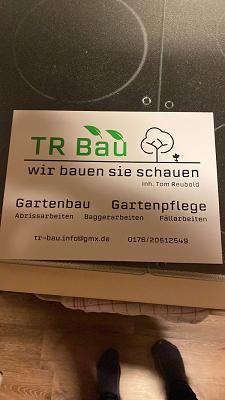 TR Bau
wir bauen sie schauen
Inh. Tom Reubold
Gartenbau Gartenpflege
Abrissarbeiten Baggerarbeiten Fällarbeiten
tr-bau.info@gmx.de 0176/20512549